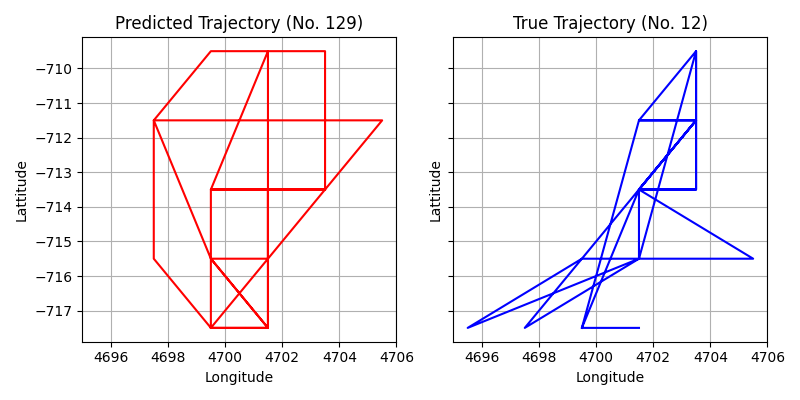 Predicted Trajectory (No. 129)
True Trajectory (No. 12)
Lattitude
−710
−711
−712
−713
−714
−715
−716
−717
4696 4698 4700 4702 4704 4706
Longitude
Lattitude
4696 4698 4700 4702 4704 4706
Longitude